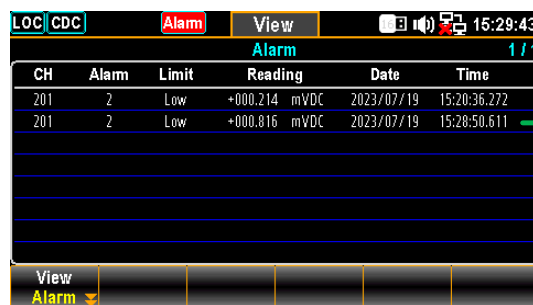 LOC CDC Alarm View 15:29:43
Alarm 1 /
CH Alarm Limit Reading Date Time
201 2 Low +000.214 mVDC 2023/07/19 15:20:36.272
201 2 Low +000.816 mVDC 2023/07/19 15:28:50.611
View
Alarm